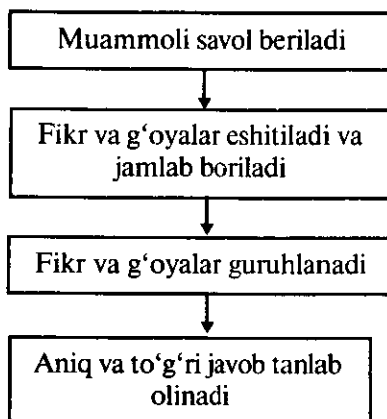 Muammoli savol beriladi
Fikr va g‘oyalar eshitiladi va
jamlab boriladi
Fikr va g‘oyalar guruhlanadi
Aniq va to‘g‘ri javob tanlab
olinadi